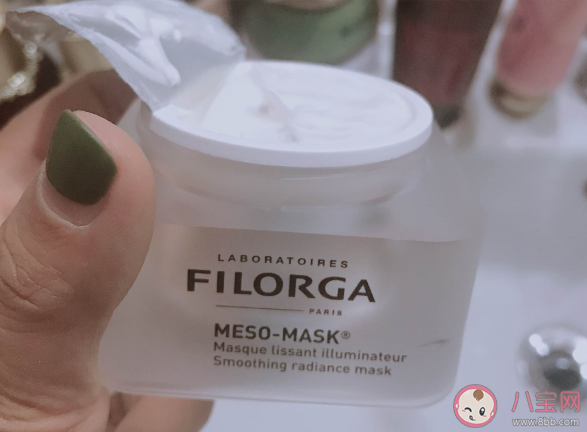 LABORATOIRES
FILORGA
PARIS
MESO-MASK®
Masque lissant illuminateur
Smoothing radiance mask
八宝网
www.8bb.com